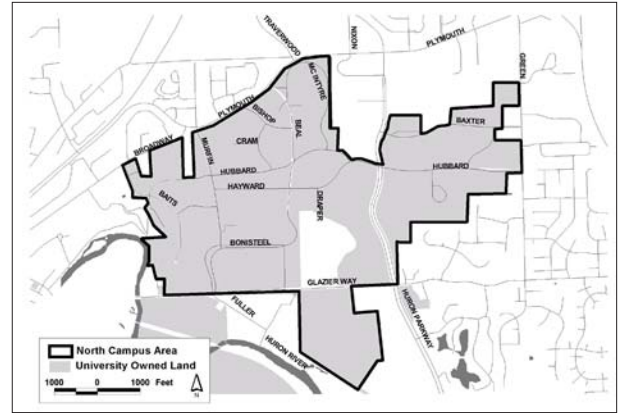 TRAVERWOOD
NIXON
PLYMOUTH
GREEN
MC INTYRE
PLYMOUTH
BISHOP
BAXTER
BEAL
BROADWAY
MURFIN
CRAM
HUBBARD
HUBBARD
HAYWARD
BAITS
DRAPER
BONISTEEL
GLAZIER WAY
FULLER
HURON PARKWAY
HURON RIVER
North Campus Area
University Owned Land
1000 0 1000 Feet
N